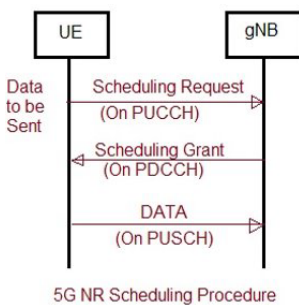 UE
gNB
Data
to be
Sent
Scheduling Request
(On PUCCH)
Scheduling Grant
(On PDCCH)
DATA
(On PUSCH)
5G NR Scheduling Procedure